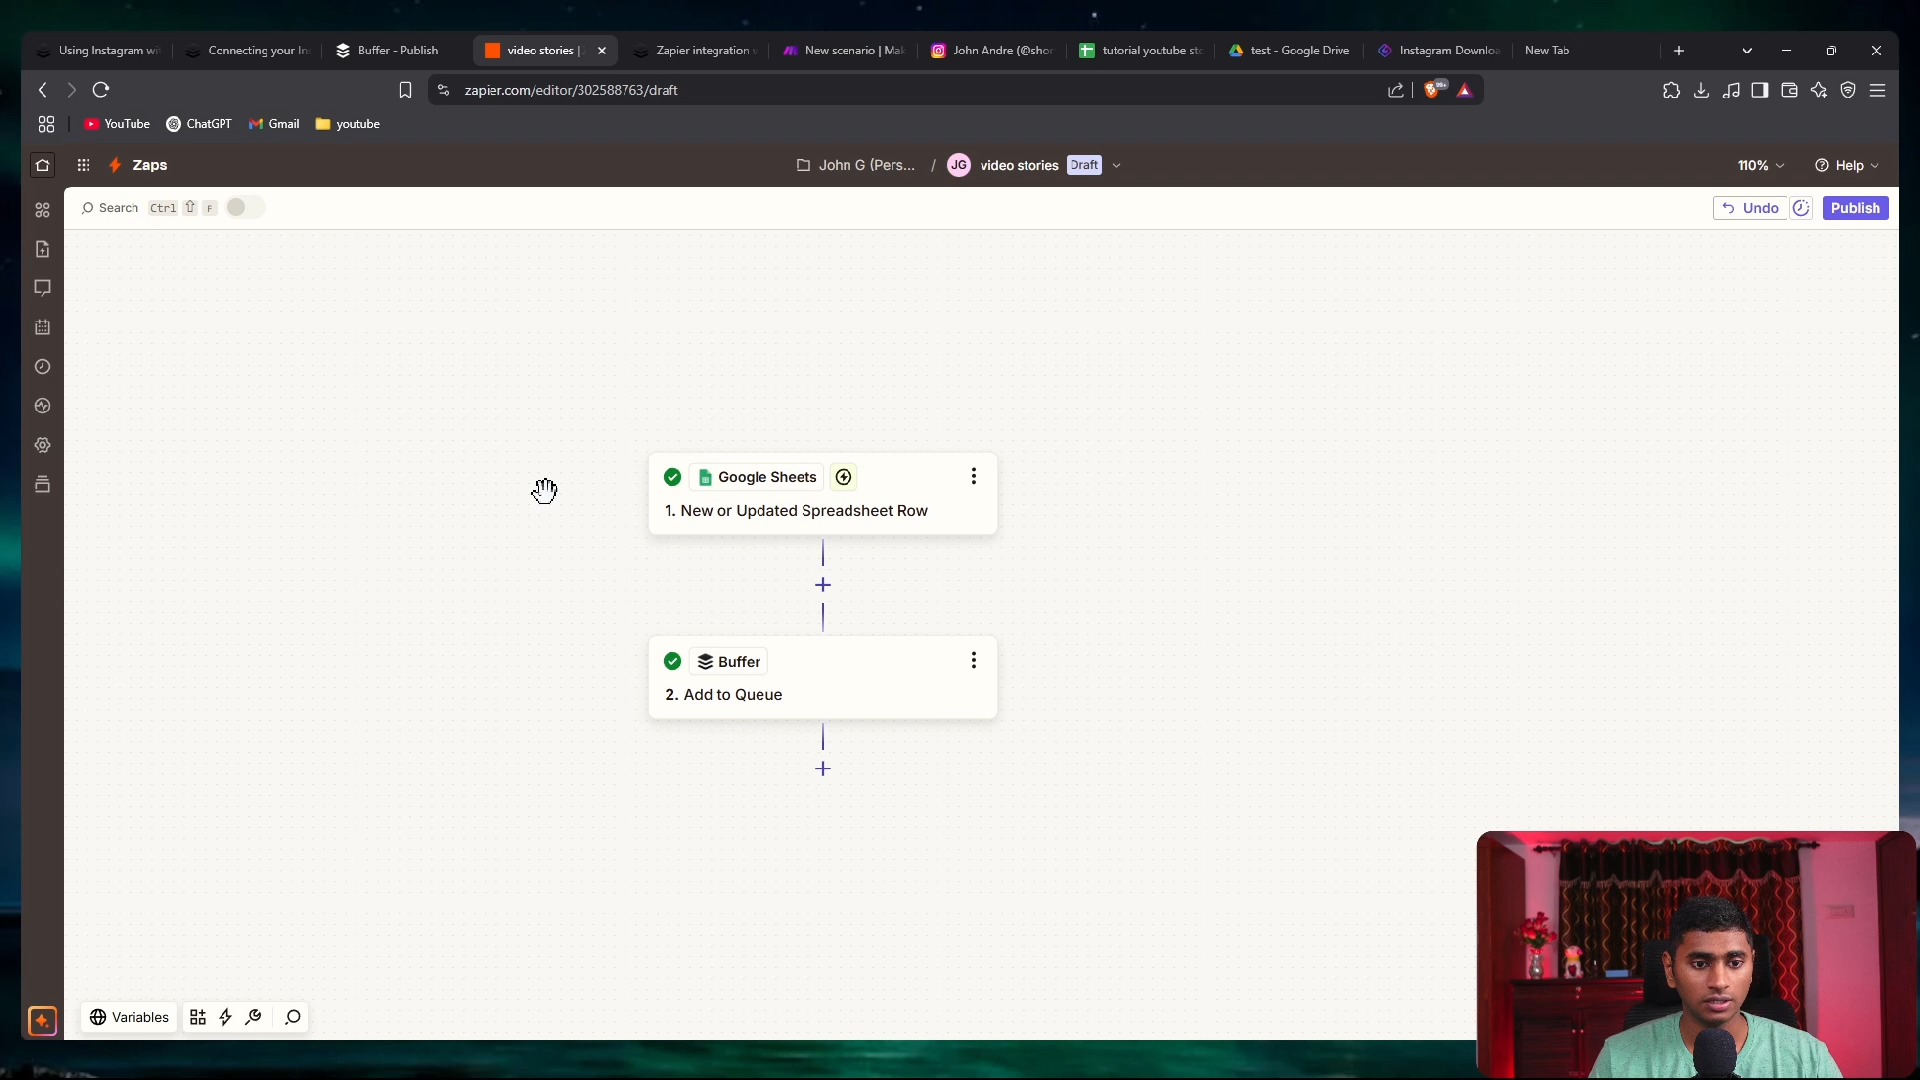 Using Instagram wi
Connecting your In
Buffer - Publish
video stories |
Zapier integration
New scenario | Mak
John Andre (@shor
tutorial youtube sto
test - Google Drive
Instagram Downloa
New Tab
zapier.com/editor/302588763/draft
99+
YouTube
ChatGPT
Gmail
youtube
Zaps
John G (Pers... / JG video stories Draft
110%
Help
Search Ctrl ⇧ F
Undo
Publish
Google Sheets
1. New or Updated Spreadsheet Row
Buffer
2. Add to Queue
Variables